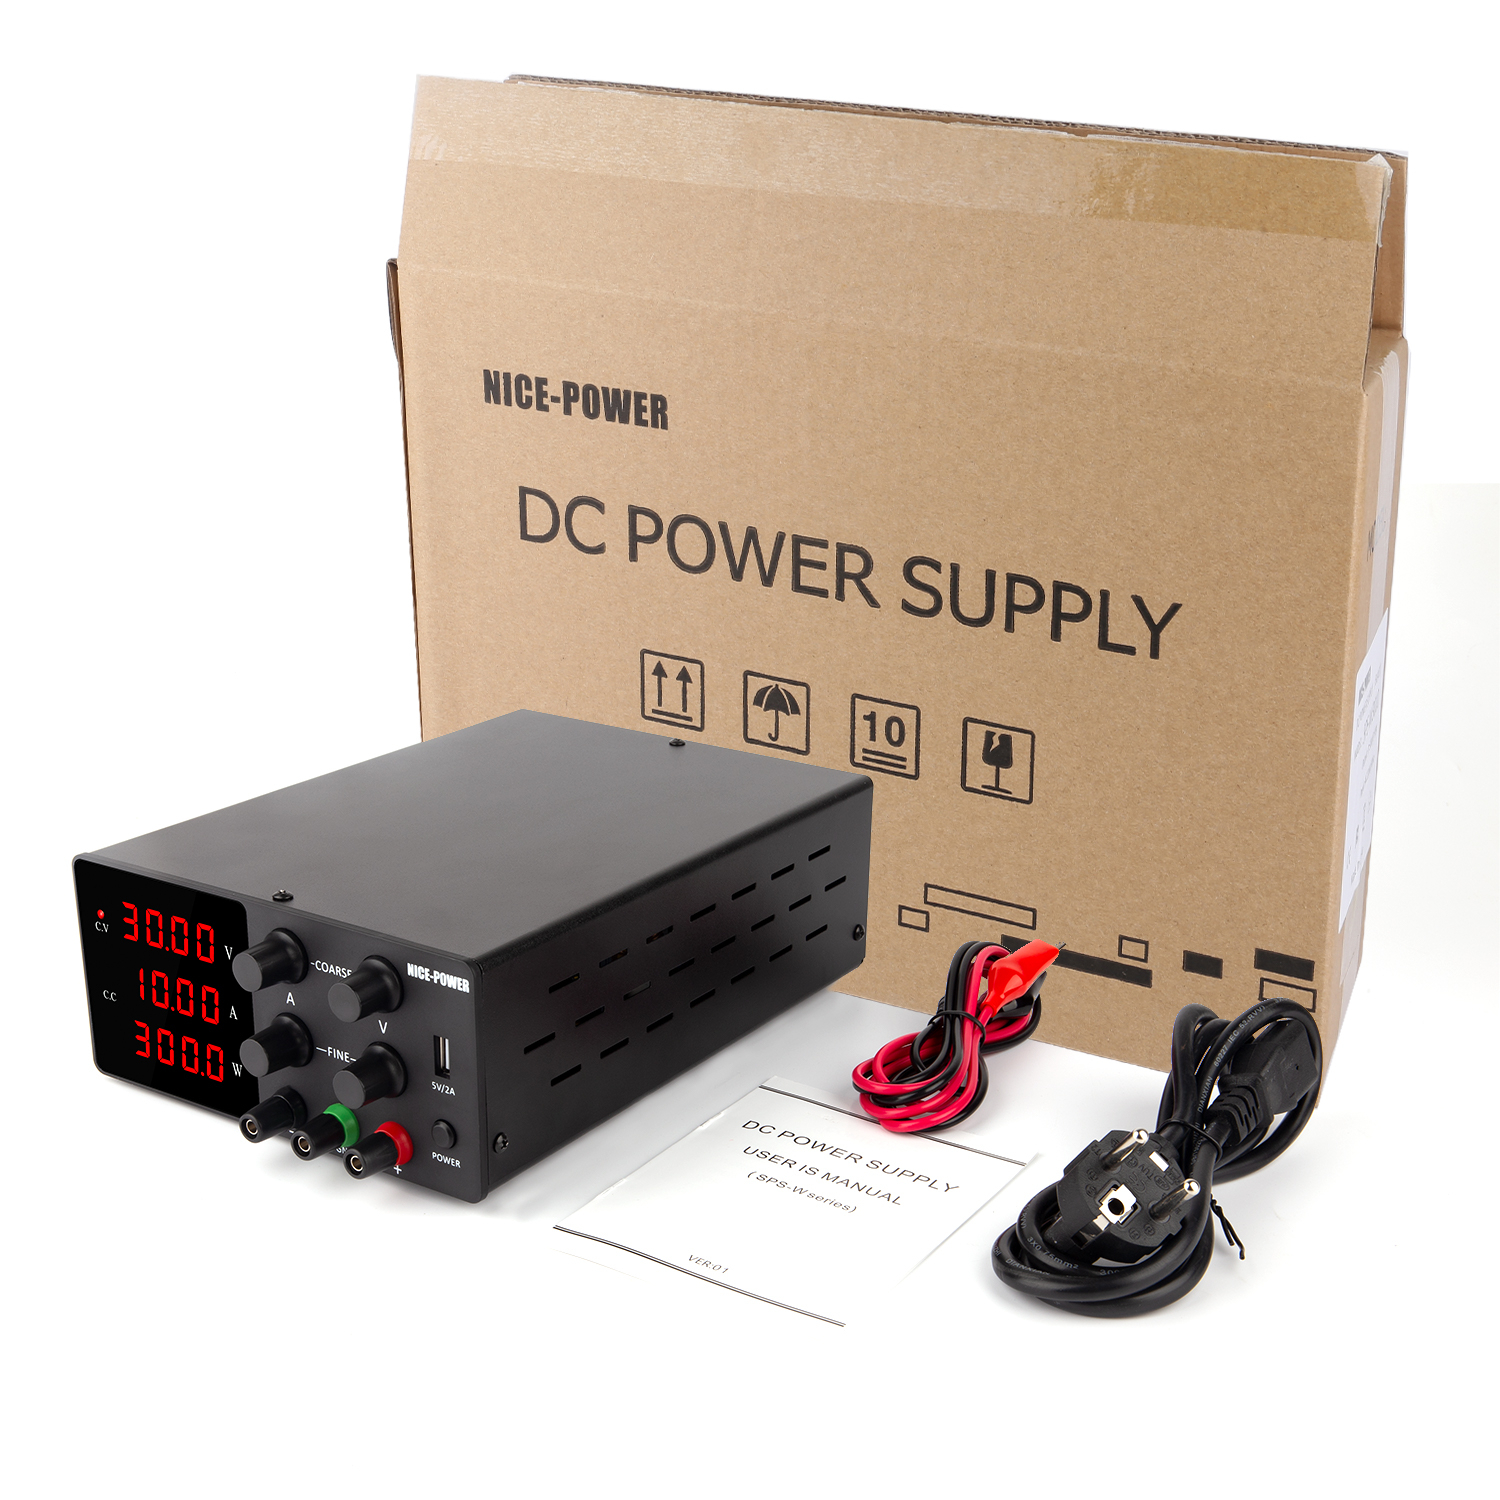 NICE-POWER
DC POWER SUPPLY
10
C.V 30.00 V
C.C 10.00 A
300.0 W
COARSE
A
V
FINE
NICE-POWER
5V/2A
POWER
-
+
DC POWER SUPPLY
USER IS MANUAL
(SPS-W series)
VER.01